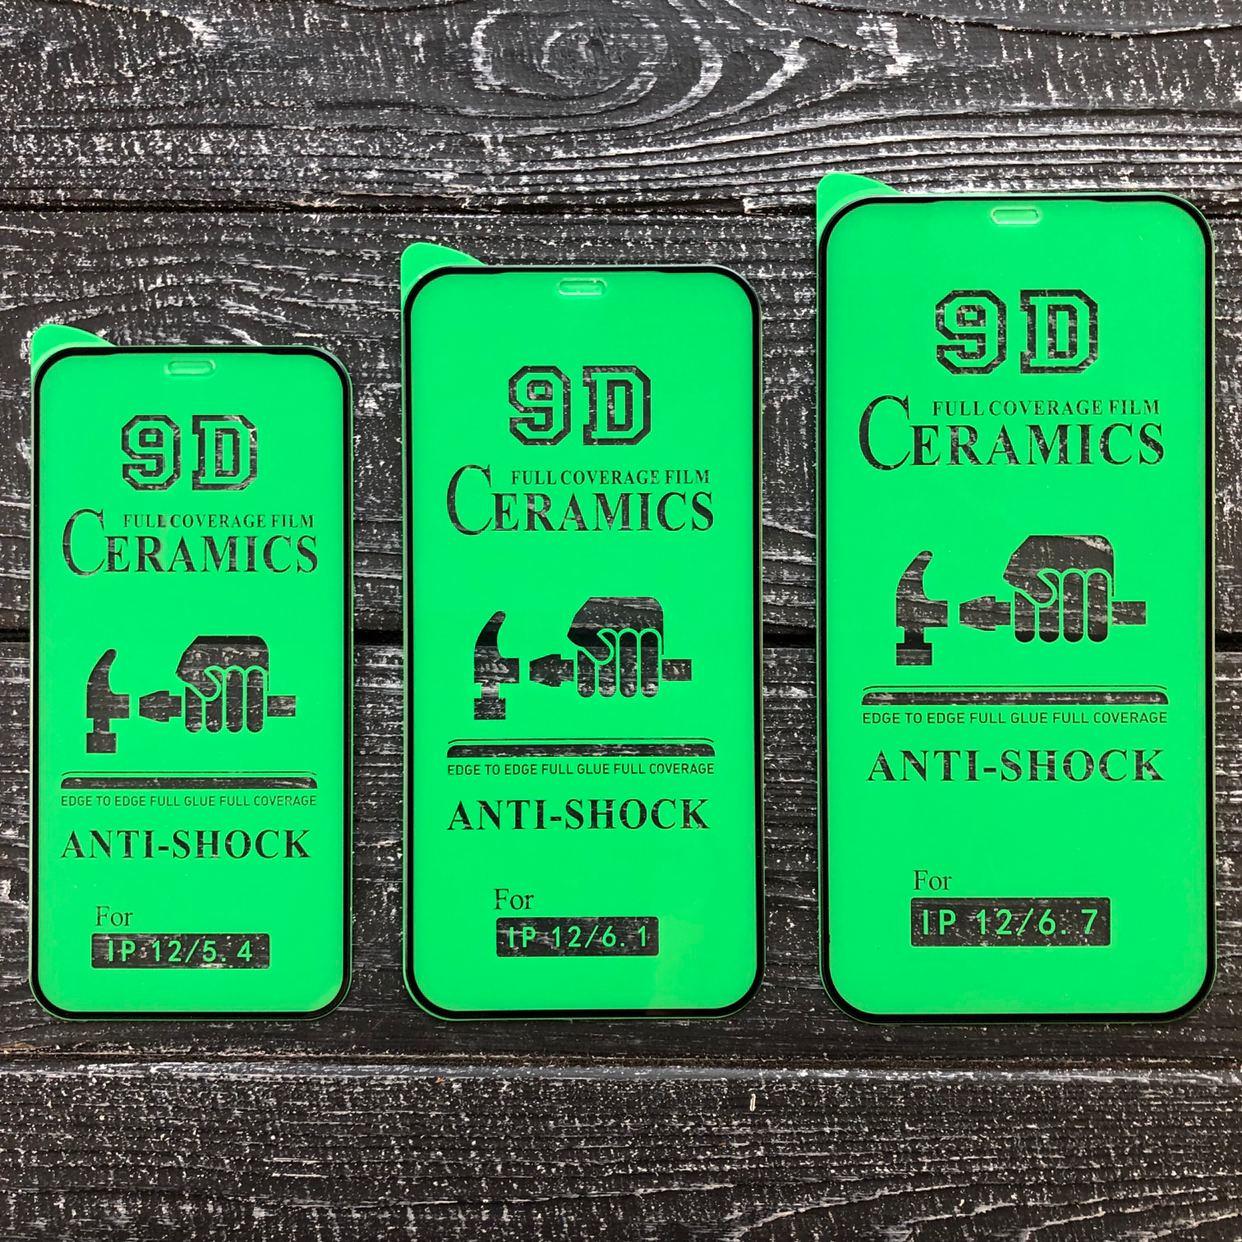 9D
FULL COVERAGE FILM
CERAMICS
EDGE TO EDGE FULL GLUE FULL COVERAGE
ANTI-SHOCK
For
IP 12/5.4
9D
FULL COVERAGE FILM
CERAMICS
EDGE TO EDGE FULL GLUE FULL COVERAGE
ANTI-SHOCK
For
IP 12/6.1
9D
FULL COVERAGE FILM
CERAMICS
EDGE TO EDGE FULL GLUE FULL COVERAGE
ANTI-SHOCK
For
IP 12/6.7